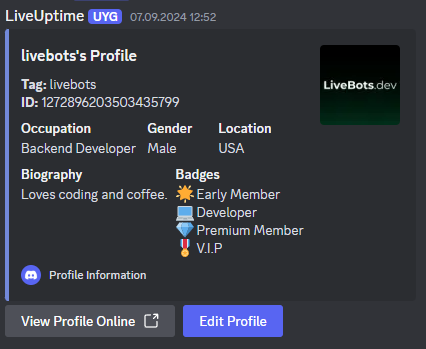 LiveUptime UYG 07.09.2024 12:52
livebots's Profile
LiveBots.dev
Tag: livebots
ID: 1272896203503435799
Occupation Gender Location
Backend Developer Male USA
Biography Badges
Loves coding and coffee. Early Member
Developer
Premium Member
V.I.P
Profile Information
View Profile Online Edit Profile